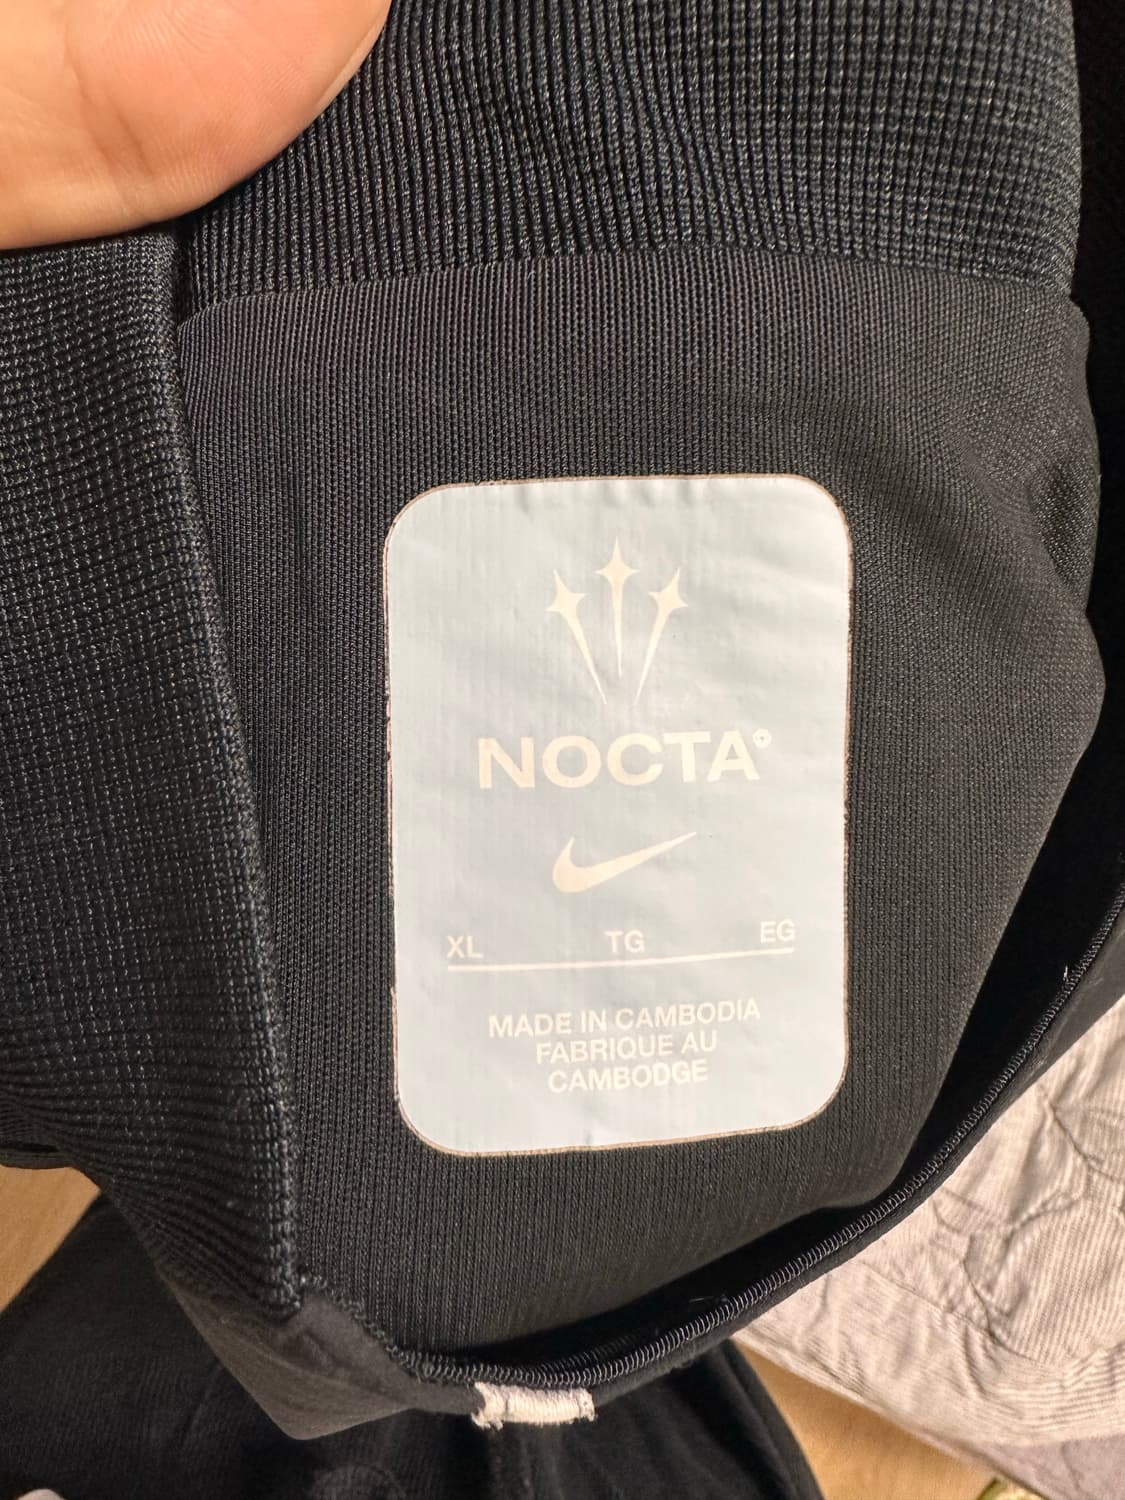 NOCTA
XL TG EG
MADE IN CAMBODIA
FABRIQUE AU
CAMBODGE